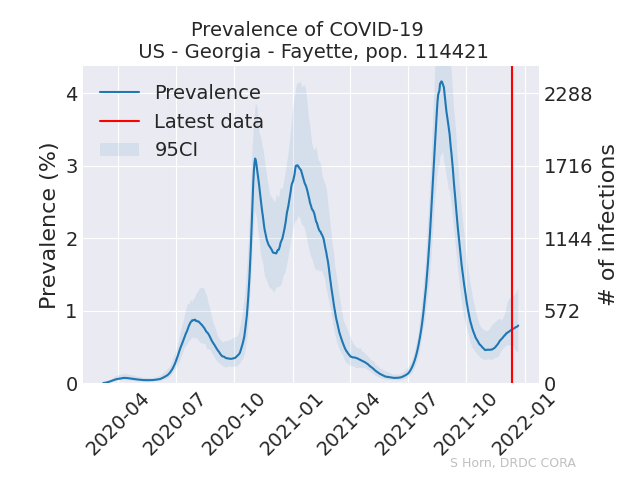 Prevalence of COVID-19
US - Georgia - Fayette, pop. 114421
Prevalence
Latest data
95CI
Prevalence (%)
4
3
2
1
0
2288
1716
1144
572
0
# of infections
2020-04
2020-07
2020-10
2021-01
2021-04
2021-07
2021-10
2022-01
S Horn, DRDC CORA